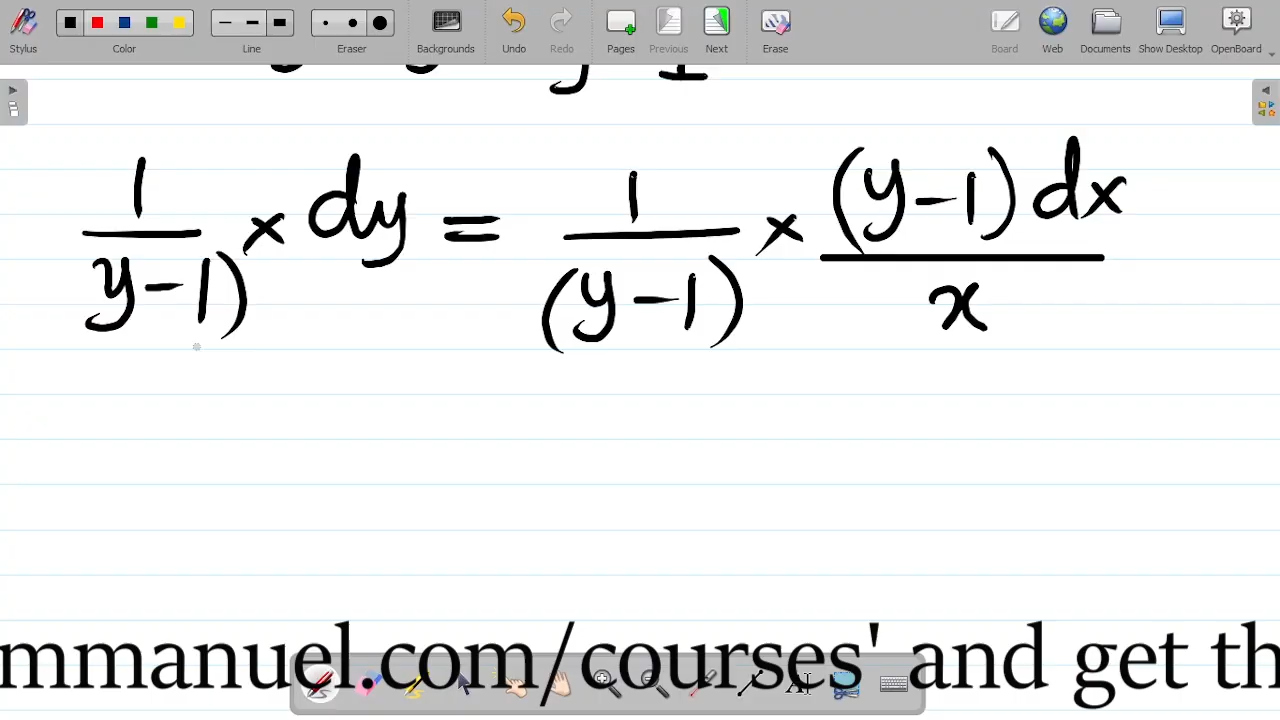 Stylus Color Line Eraser Backgrounds Undo Redo Pages Previous Next Erase Board Web Documents Show Desktop OpenBoard
1/y-1) × dy = 1/(y-1) × (y-1)dx/x
mmanuel.com/courses' and get th